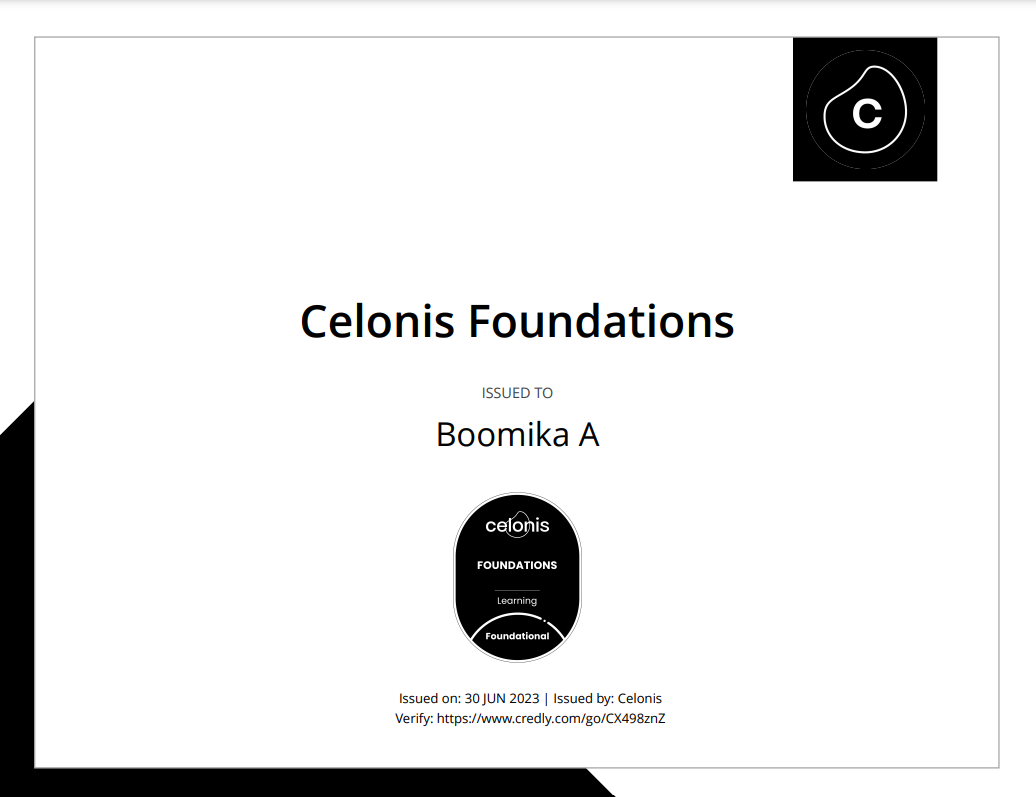 C
Celonis Foundations
ISSUED TO
Boomika A
celonis
FOUNDATIONS
Learning
Foundational
Issued on: 30 JUN 2023 | Issued by: Celonis
Verify: https://www.credly.com/go/CX498znZ